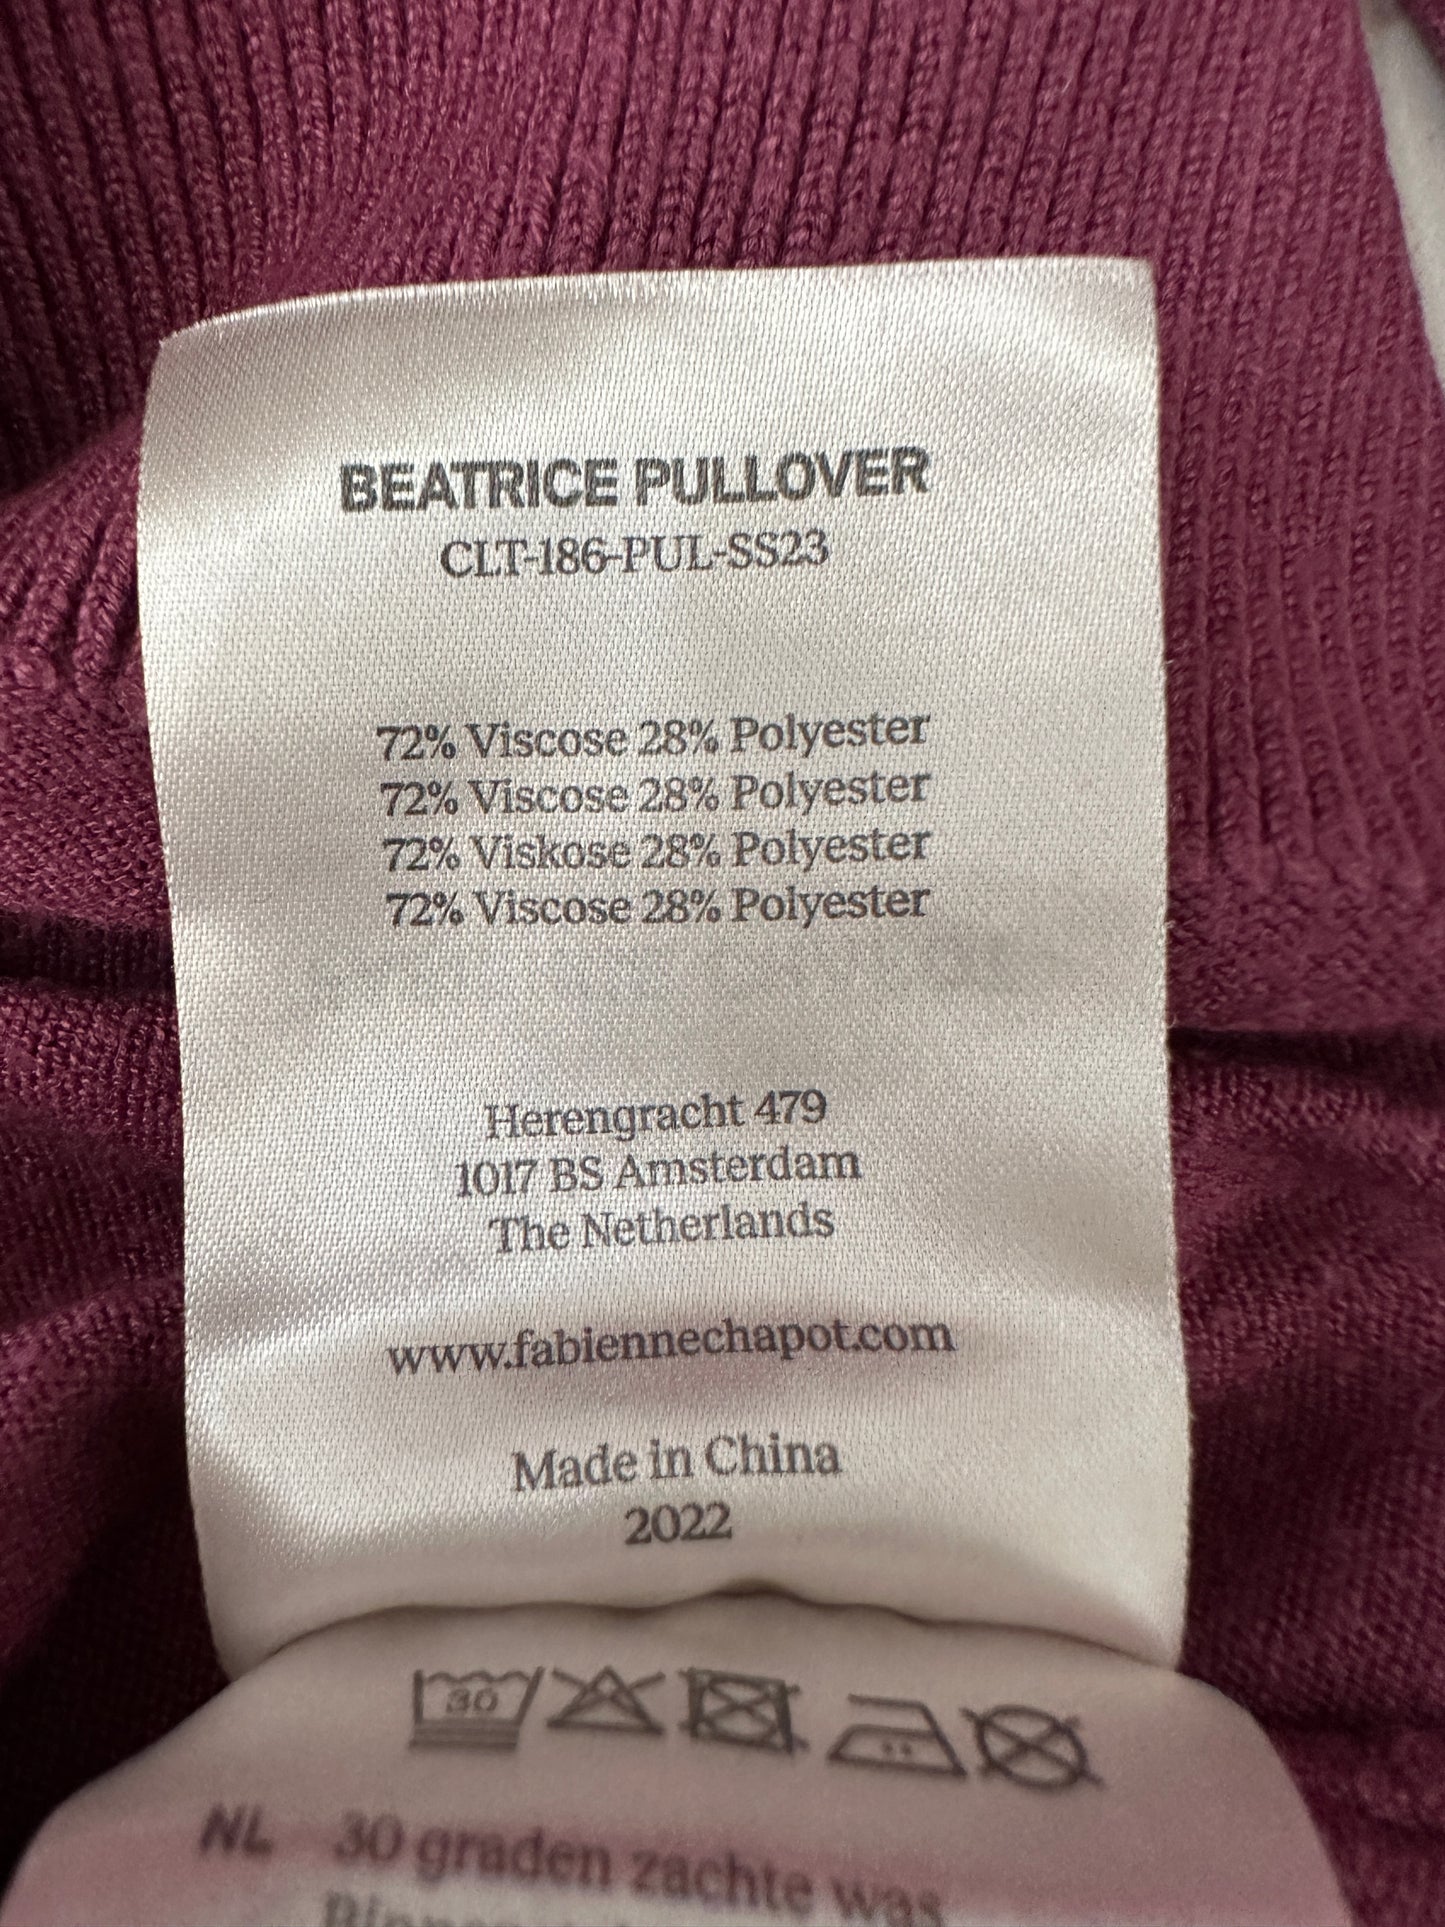 BEATRICE PULLOVER
CLT-186-PUL-SS23
72% Viscose 28% Polyester
72% Viscose 28% Polyester
72% Viskose 28% Polyester
72% Viscose 28% Polyester
Herengracht 479
1017 BS Amsterdam
The Netherlands
www.fabiennechapot.com
Made in China
2022
30
NL 30 graden zachte was